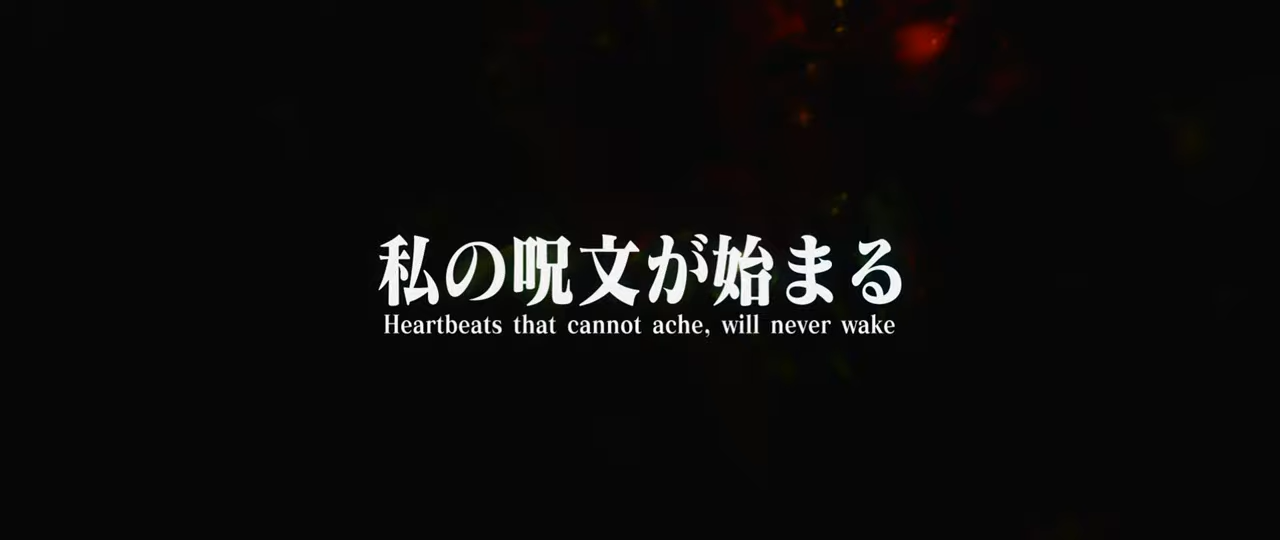 私の呪文が始まる
Heartbeats that cannot ache, will never wake